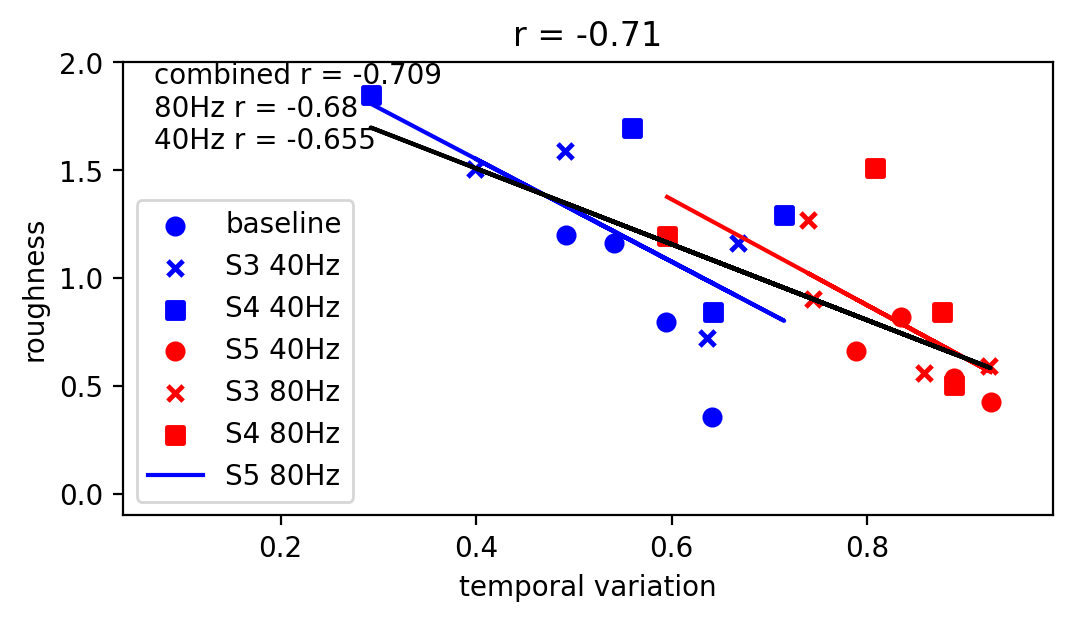 r = -0.71
combined r = -0.709
80Hz r = -0.68
40Hz r = -0.655
baseline
S3 40Hz
S4 40Hz
S5 40Hz
S3 80Hz
S4 80Hz
S5 80Hz
roughness
2.0
1.5
1.0
0.5
0.0
0.2 0.4 0.6 0.8
temporal variation